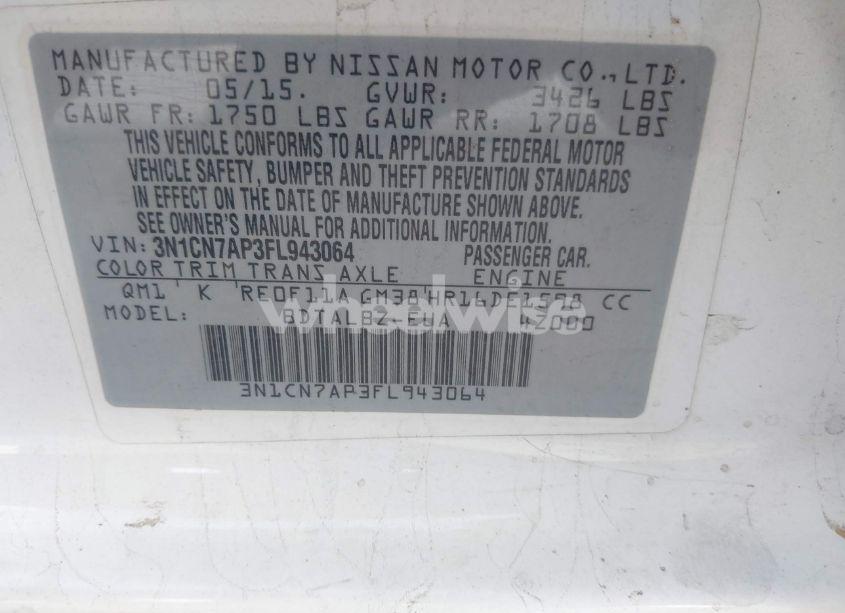 MANUFACTURED BY NISSAN MOTOR CO., LTD.
DATE: 05/15. GVWR: 3426 LBS
GAWR FR: 1750 LBS GAWR RR: 1708 LBS
THIS VEHICLE CONFORMS TO ALL APPLICABLE FEDERAL MOTOR
VEHICLE SAFETY, BUMPER AND THEFT PREVENTION STANDARDS
IN EFFECT ON THE DATE OF MANUFACTURE SHOWN ABOVE.
SEE OWNER'S MANUAL FOR ADDITIONAL INFORMATION.
VIN: 3N1CN7AP3FL943064 PASSENGER CAR.
COLOR TRIM TRANS AXLE ENGINE
QM1 K RE0F11A GM38 HR16DE1598 CC
MODEL: BDTALBZ-EUA 4Z000
wheelwire
3N1CN7AP3FL943064